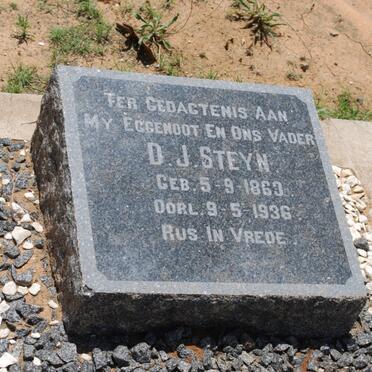 TER GEDAGTENIS AAN
MY EGGENOOT EN ONS VADER
D.J. STEYN
GEB. 5-9-1863.
OORL. 9-5-1936
RUS IN VREDE.